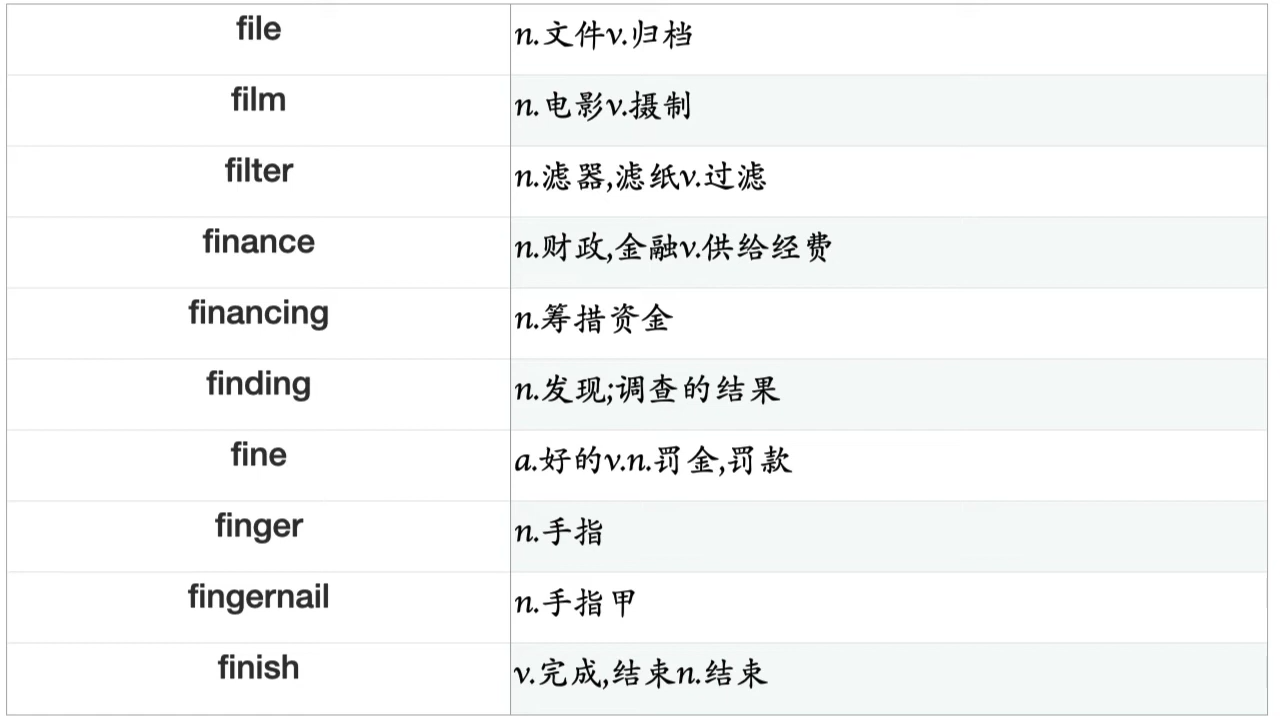 file n.文件v.归档
film n.电影v.摄制
filter n.滤器,滤纸v.过滤
finance n.财政,金融v.供给经费
financing n.筹措资金
finding n.发现;调查的结果
fine a.好的v.n.罚金,罚款
finger n.手指
fingernail n.手指甲
finish v.完成,结束n.结束